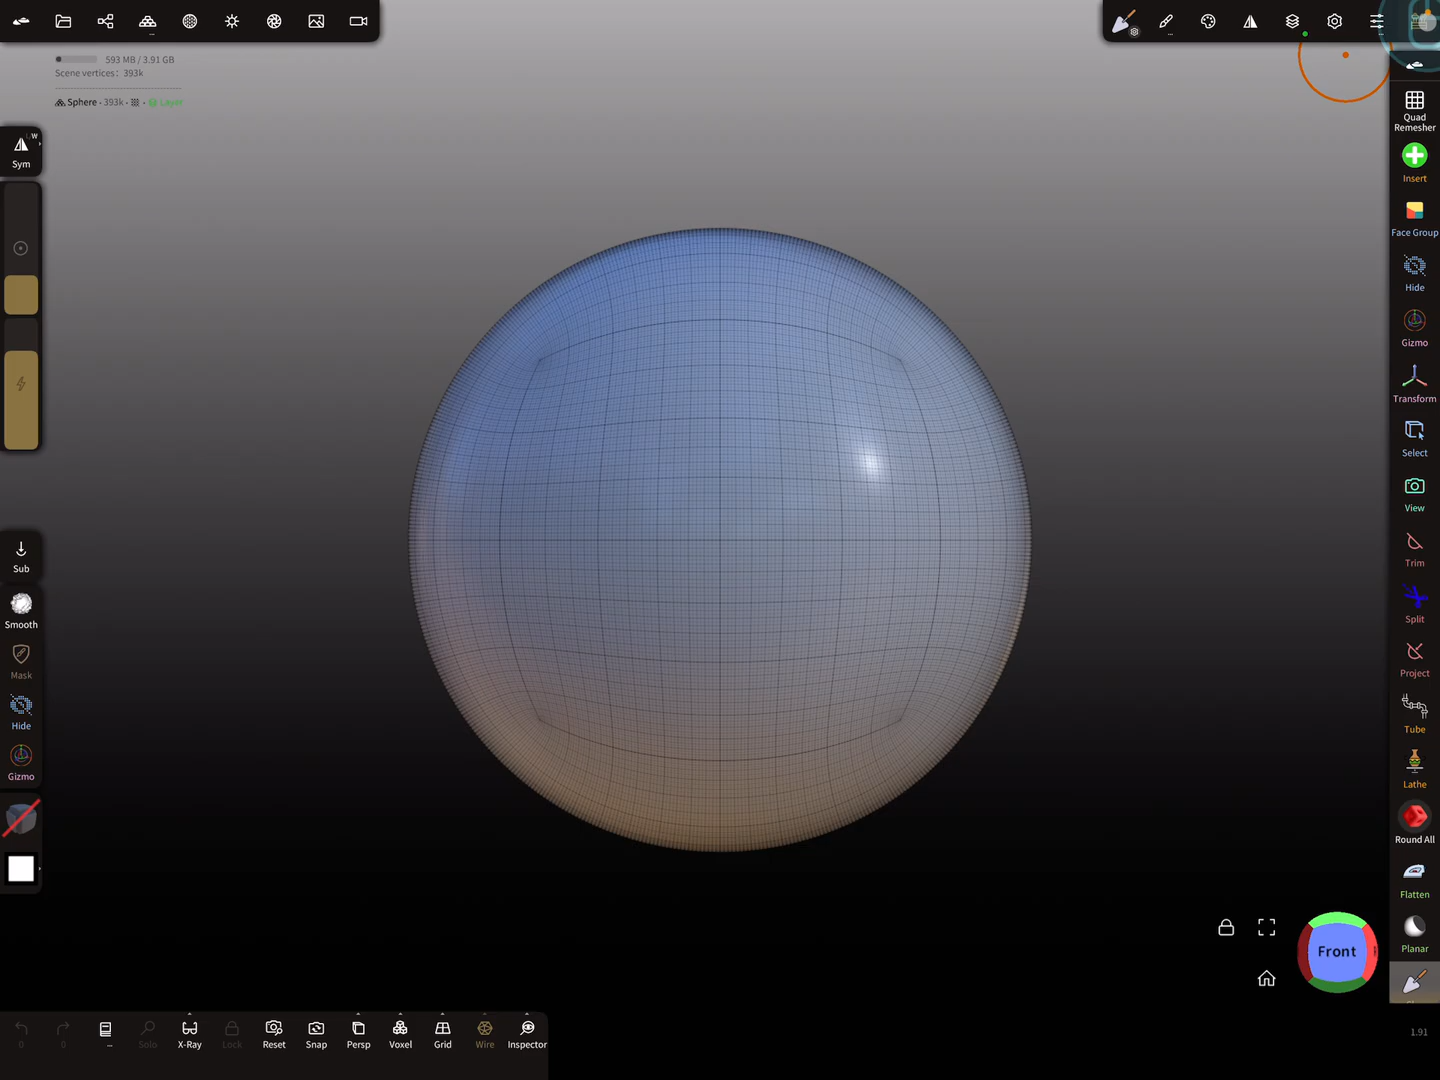 593 MB / 3.91 GB
Scene vertices: 393k
Sphere · 393k · · Layer
W
Sym
Sub
Smooth
Mask
Hide
Gizmo
Quad
Remesher
Insert
Face Group
Hide
Gizmo
Transform
Select
View
Trim
Split
Project
Tube
Lathe
Round All
Flatten
Planar
Front
0
0
...
Solo
X-Ray
Lock
Reset
Snap
Persp
Voxel
Grid
Wire
Inspector
1.91